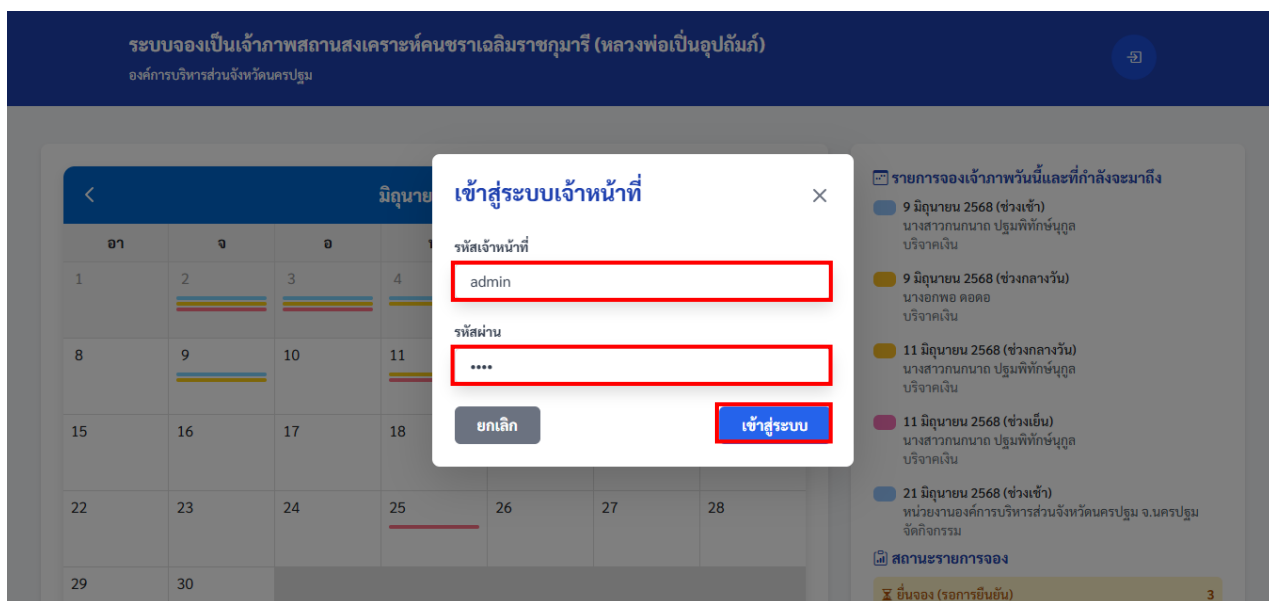 ระบบจองเป็นเจ้าภาพสถานสงเคราะห์คนชราเฉลิมราชกุมารี (หลวงพ่อเปิ่นอุปถัมภ์)
องค์การบริหารส่วนจังหวัดนครปฐม
มิถุนาย
อา จ อ
1 2 3 4
8 9 10 11
15 16 17 18
22 23 24 25 26 27 28
29 30
เข้าสู่ระบบเจ้าหน้าที่
รหัสเจ้าหน้าที่
admin
รหัสผ่าน
••••
ยกเลิก เข้าสู่ระบบ
รายการจองเจ้าภาพวันนี้และที่กำลังจะมาถึง
9 มิถุนายน 2568 (ช่วงเช้า)
นางสาวกนกนาถ ปฐมพิทักษ์นุกูล
บริจาคเงิน
9 มิถุนายน 2568 (ช่วงกลางวัน)
นางอกพอ คอคอ
บริจาคเงิน
11 มิถุนายน 2568 (ช่วงกลางวัน)
นางสาวกนกนาถ ปฐมพิทักษ์นุกูล
บริจาคเงิน
11 มิถุนายน 2568 (ช่วงเย็น)
นางสาวกนกนาถ ปฐมพิทักษ์นุกูล
บริจาคเงิน
21 มิถุนายน 2568 (ช่วงเช้า)
หน่วยงานองค์การบริหารส่วนจังหวัดนครปฐม จ.นครปฐม
จัดกิจกรรม
สถานะรายการจอง
ยื่นจอง (รอการยืนยัน) 3